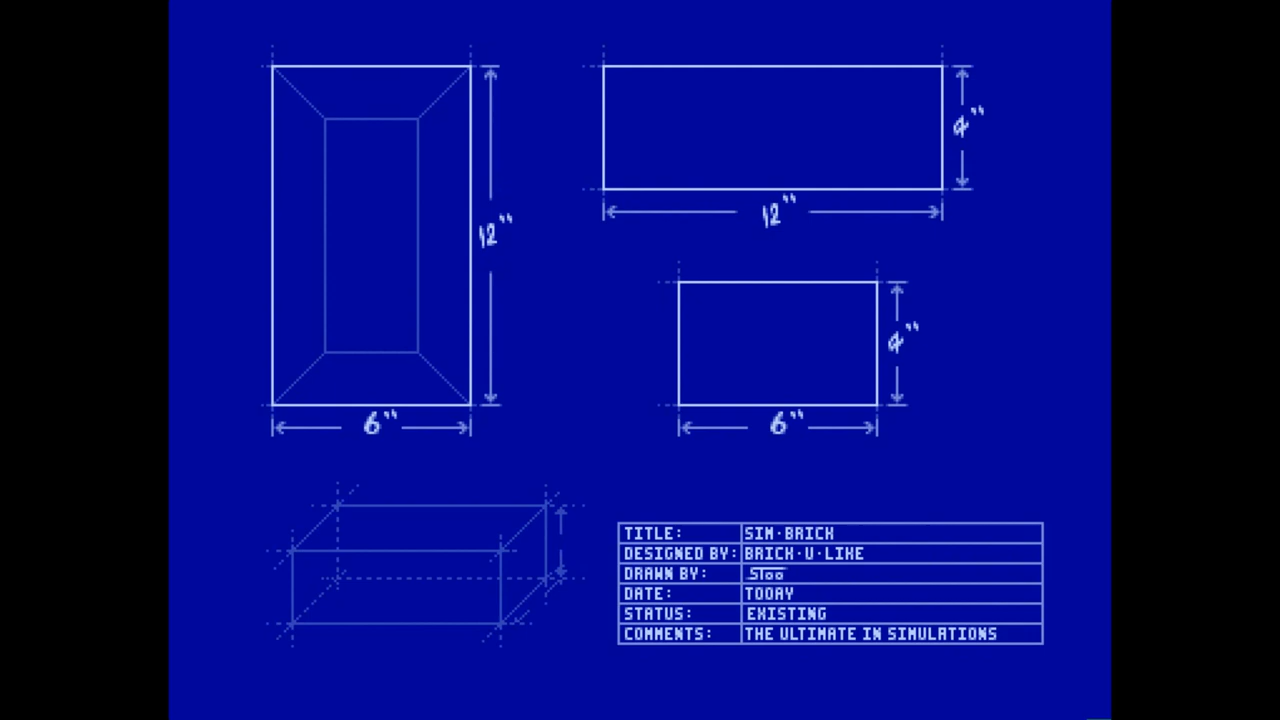 4"
12"
12"
4"
6"
6"
TITLE: SIM·BRICK
DESIGNED BY: BRICK·U·LIKE
DRAWN BY: STOO
DATE: TODAY
STATUS: EXISTING
COMMENTS: THE ULTIMATE IN SIMULATIONS